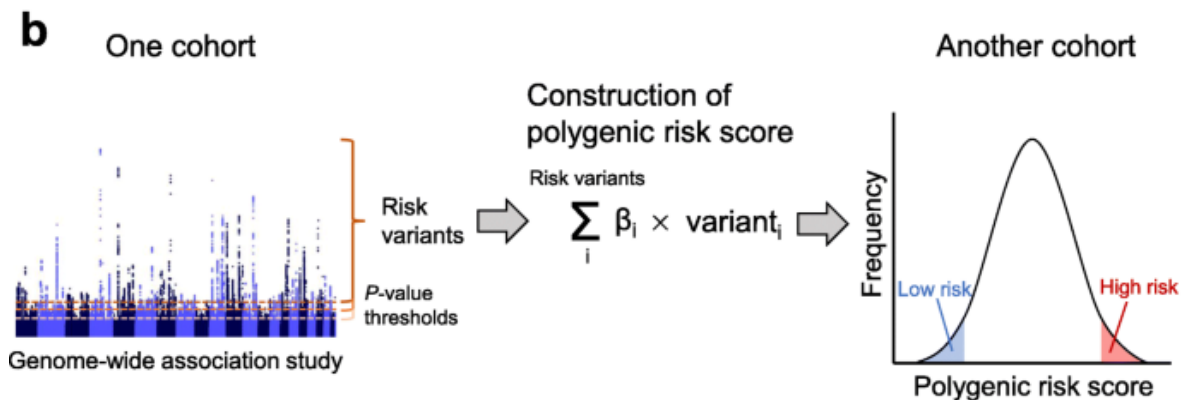 b
One cohort
Risk
variants
P-value
thresholds
Genome-wide association study
Construction of
polygenic risk score
Risk variants
∑ βi × varianti
i
Another cohort
Frequency
Low risk
High risk
Polygenic risk score